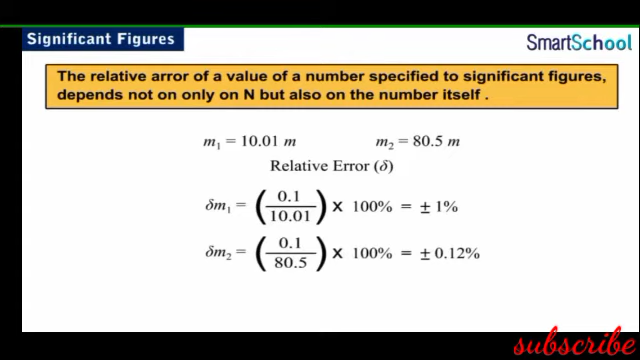 Significant Figures
SmartSchool
The relative arror of a value of a number specified to significant figures,
depends not on only on N but also on the number itself .
m₁ = 10.01 m m₂ = 80.5 m
Relative Error (δ)
δm₁ = (0.1/10.01) x 100% = ± 1%
δm₂ = (0.1/80.5) x 100% = ± 0.12%
subscribe